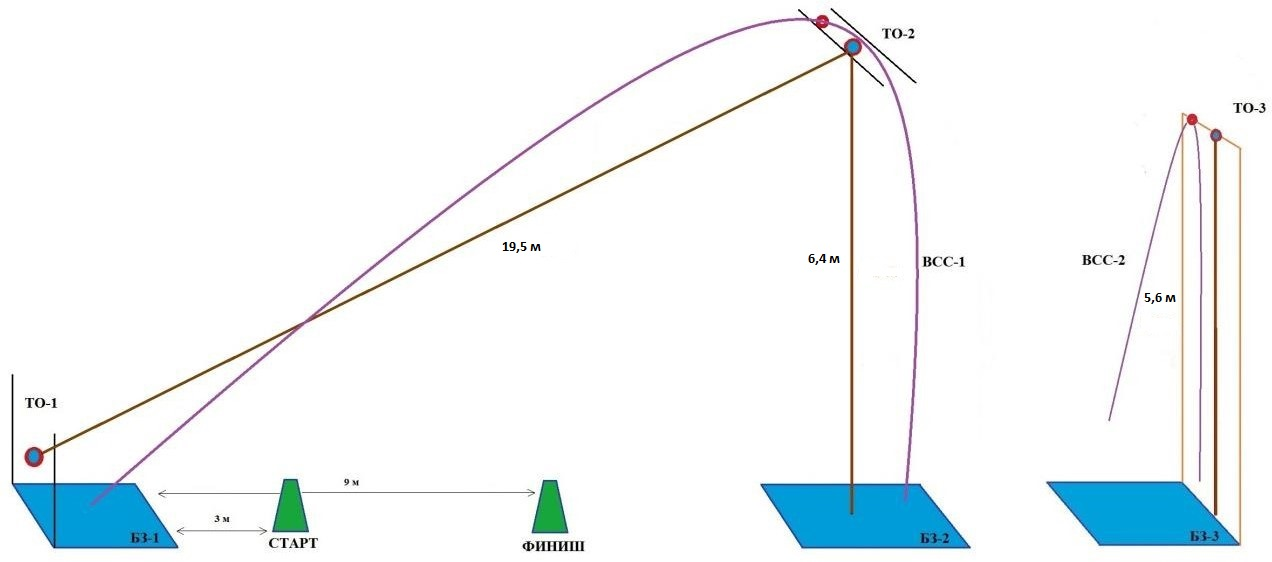 ТО-2
ТО-3
19,5 м
6,4 м
ВСС-1
ВСС-2
5,6 м
ТО-1
9 м
3 м
БЗ-1
СТАРТ
ФИНИШ
БЗ-2
БЗ-3